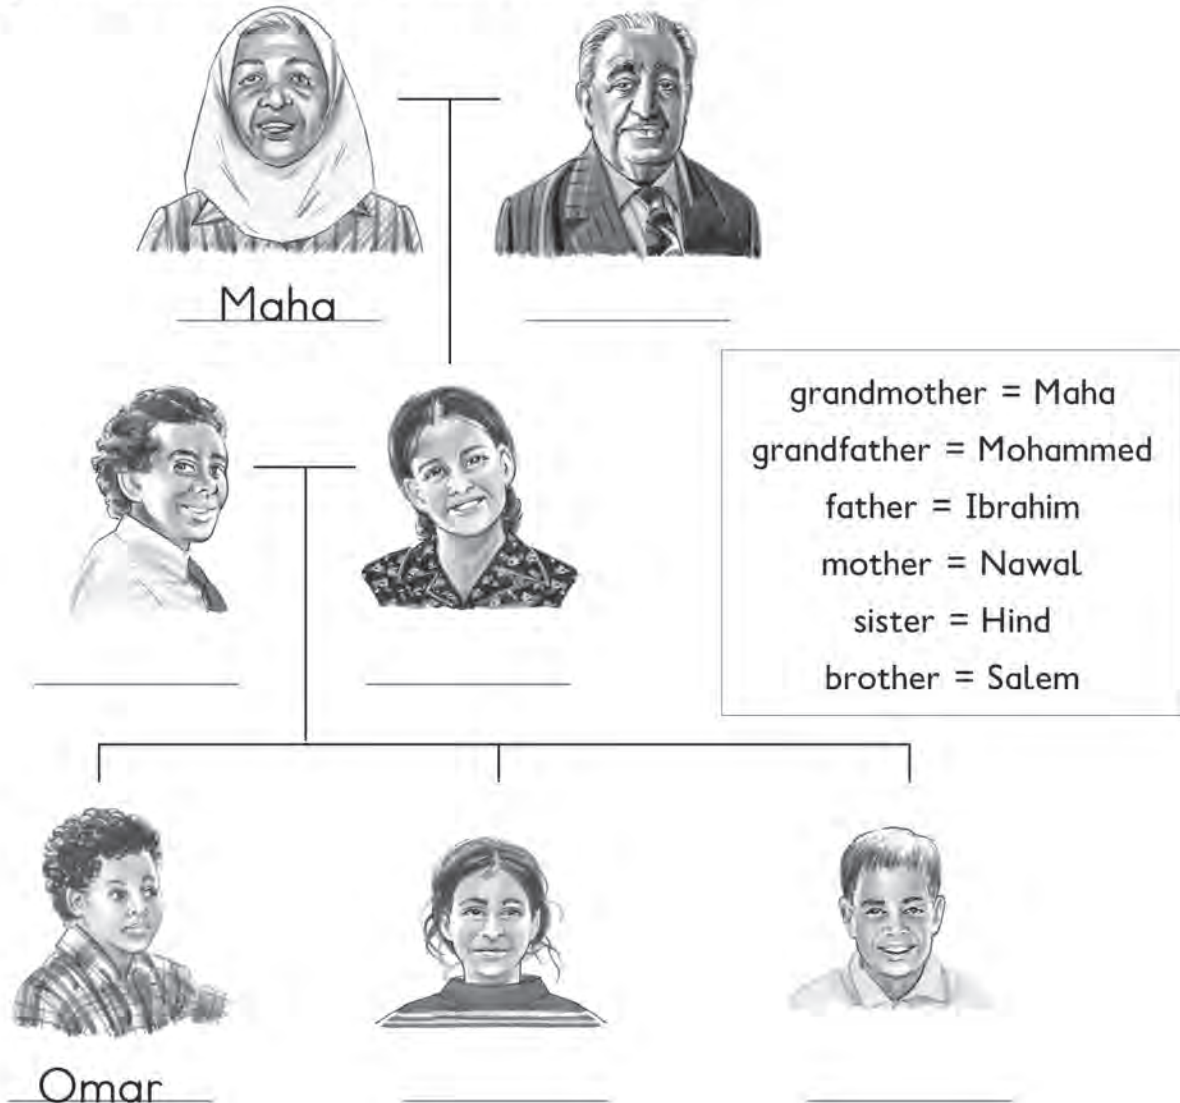 Maha
grandmother = Maha
grandfather = Mohammed
father = Ibrahim
mother = Nawal
sister = Hind
brother = Salem
Omar